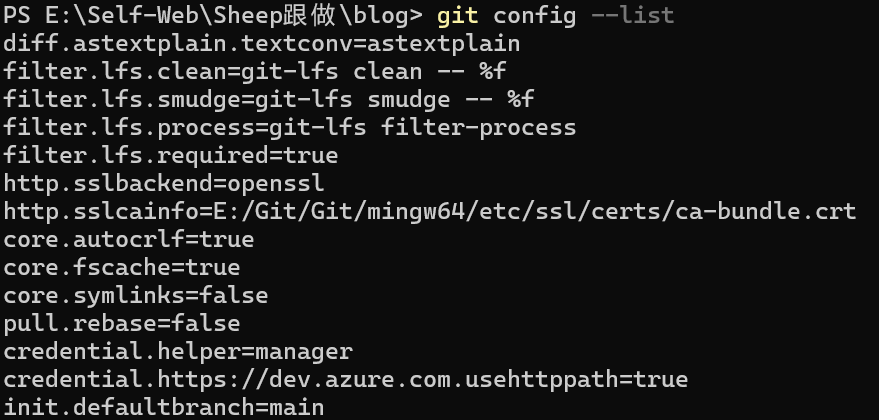 PS E:\Self-Web\Sheep跟做\blog> git config --list
diff.astextplain.textconv=astextplain
filter.lfs.clean=git-lfs clean -- %f
filter.lfs.smudge=git-lfs smudge -- %f
filter.lfs.process=git-lfs filter-process
filter.lfs.required=true
http.sslbackend=openssl
http.sslcainfo=E:/Git/Git/mingw64/etc/ssl/certs/ca-bundle.crt
core.autocrlf=true
core.fscache=true
core.symlinks=false
pull.rebase=false
credential.helper=manager
credential.https://dev.azure.com.usehttppath=true
init.defaultbranch=main